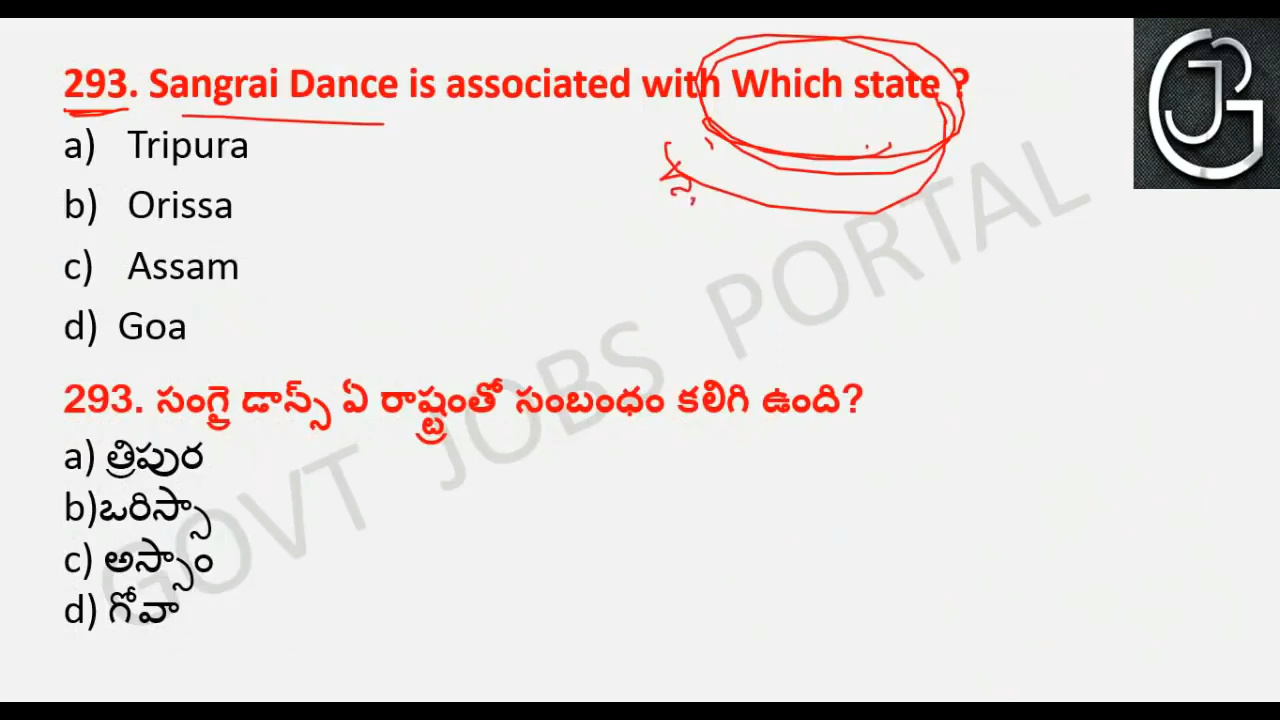 293. Sangrai Dance is associated with Which state ?
a) Tripura
b) Orissa
c) Assam
d) Goa
293. సంగ్రై డాన్స్ ఏ రాష్ట్రంతో సంబంధం కలిగి ఉంది?
a) త్రిపుర
b)ఒరిస్సా
c) అస్సాం
d) గోవా
GOVT JOBS PORTAL